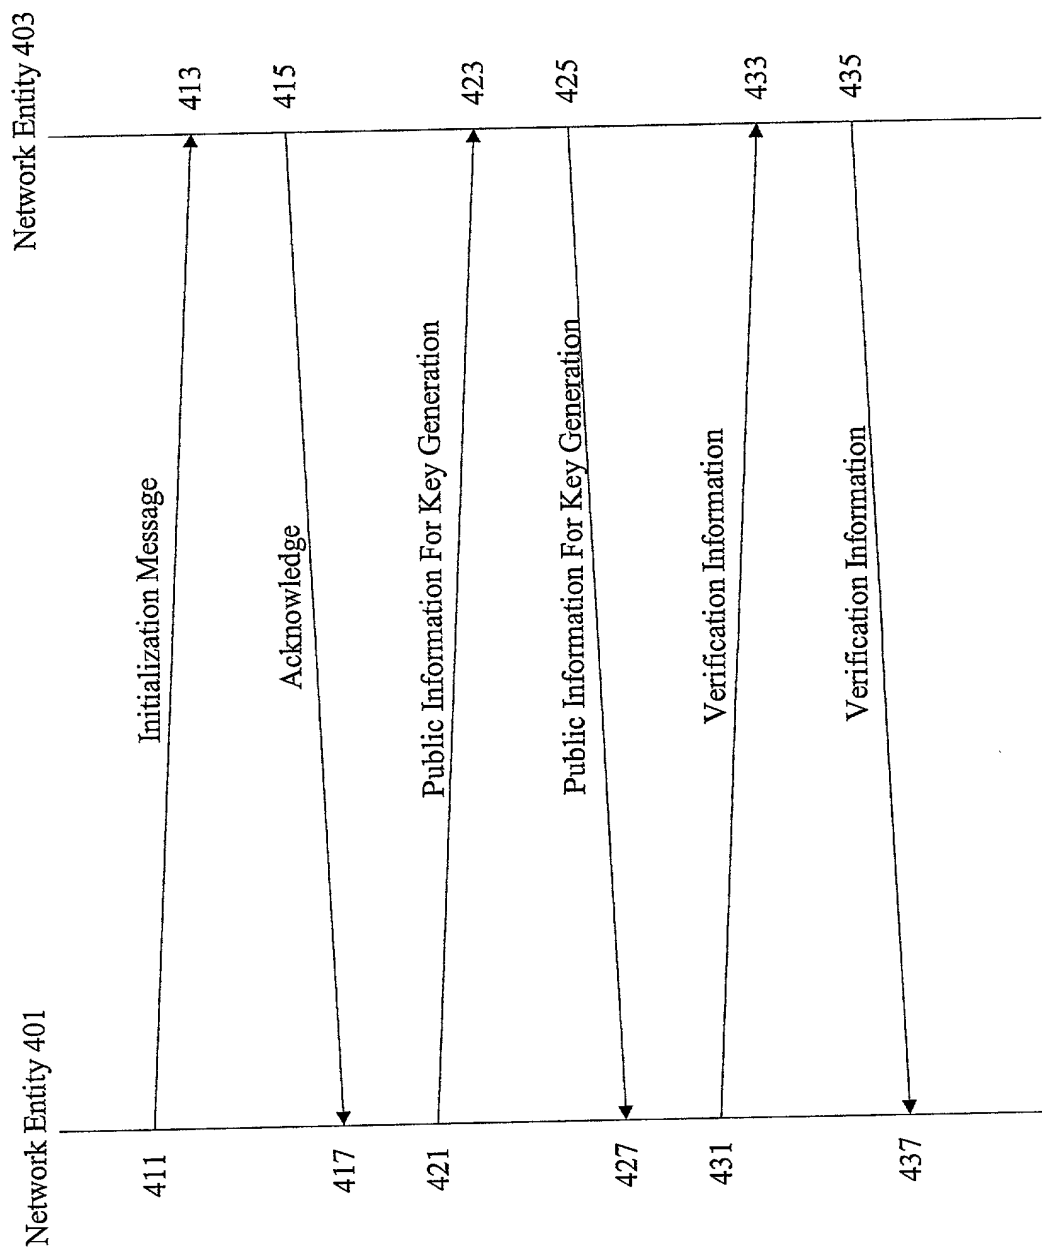 Network Entity 401
Network Entity 403
411
Initialization Message
413
415
Acknowledge
417
421
Public Information For Key Generation
423
425
Public Information For Key Generation
427
431
Verification Information
433
435
Verification Information
437